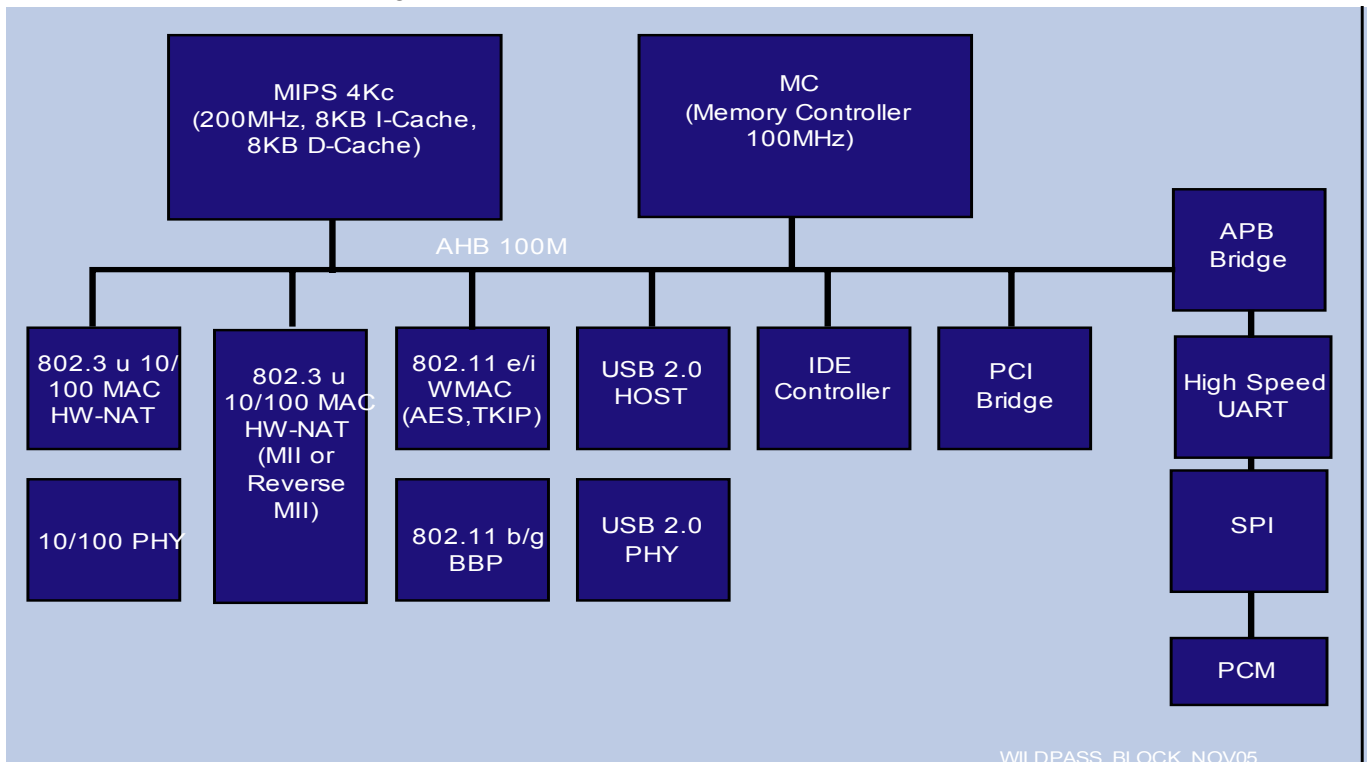 MIPS 4Kc
(200MHz, 8KB I-Cache,
8KB D-Cache)
MC
(Memory Controller
100MHz)
APB
Bridge
AHB 100M
802.3 u 10/
100 MAC
HW-NAT
802.3 u
10/100 MAC
HW-NAT
(MII or
Reverse
MII)
802.11 e/i
WMAC
(AES,TKIP)
USB 2.0
HOST
IDE
Controller
PCI
Bridge
High Speed
UART
10/100 PHY
802.11 b/g
BBP
USB 2.0
PHY
SPI
PCM
WILDPASS_BLOCK_NOV05